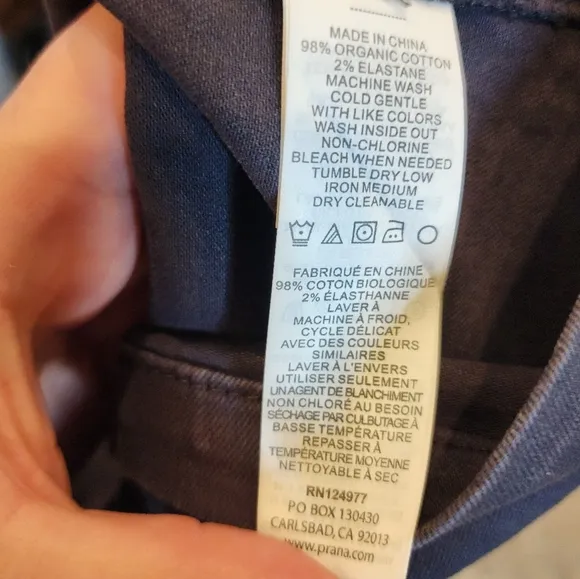 MADE IN CHINA
98% ORGANIC COTTON
2% ELASTANE
MACHINE WASH
COLD GENTLE
WITH LIKE COLORS
WASH INSIDE OUT
NON-CHLORINE
BLEACH WHEN NEEDED
TUMBLE DRY LOW
IRON MEDIUM
DRY CLEANABLE
FABRIQUÉ EN CHINE
98% COTON BIOLOGIQUE
2% ÉLASTHANNE
LAVER À
MACHINE À FROID,
CYCLE DÉLICAT
AVEC DES COULEURS
SIMILAIRES
LAVER À L'ENVERS
UTILISER SEULEMENT
UN AGENT DE BLANCHIMENT
NON CHLORÉ AU BESOIN
SÉCHAGE PAR CULBUTAGE À
BASSE TEMPÉRATURE
REPASSER À
TEMPÉRATURE MOYENNE
NETTOYABLE À SEC
RN124977
PO BOX 130430
CARLSBAD, CA 92013
www.prana.com